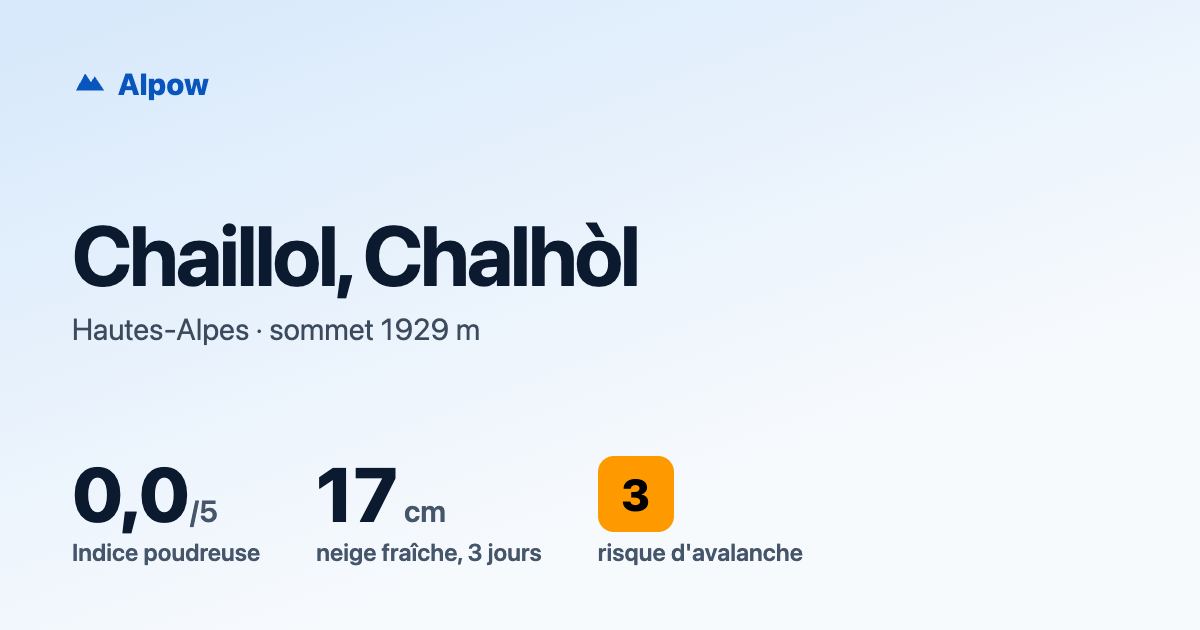 Alpow
Chaillol, Chalhòl
Hautes-Alpes · sommet 1929 m
0,0/5
Indice poudreuse
17 cm
neige fraîche, 3 jours
3
risque d'avalanche